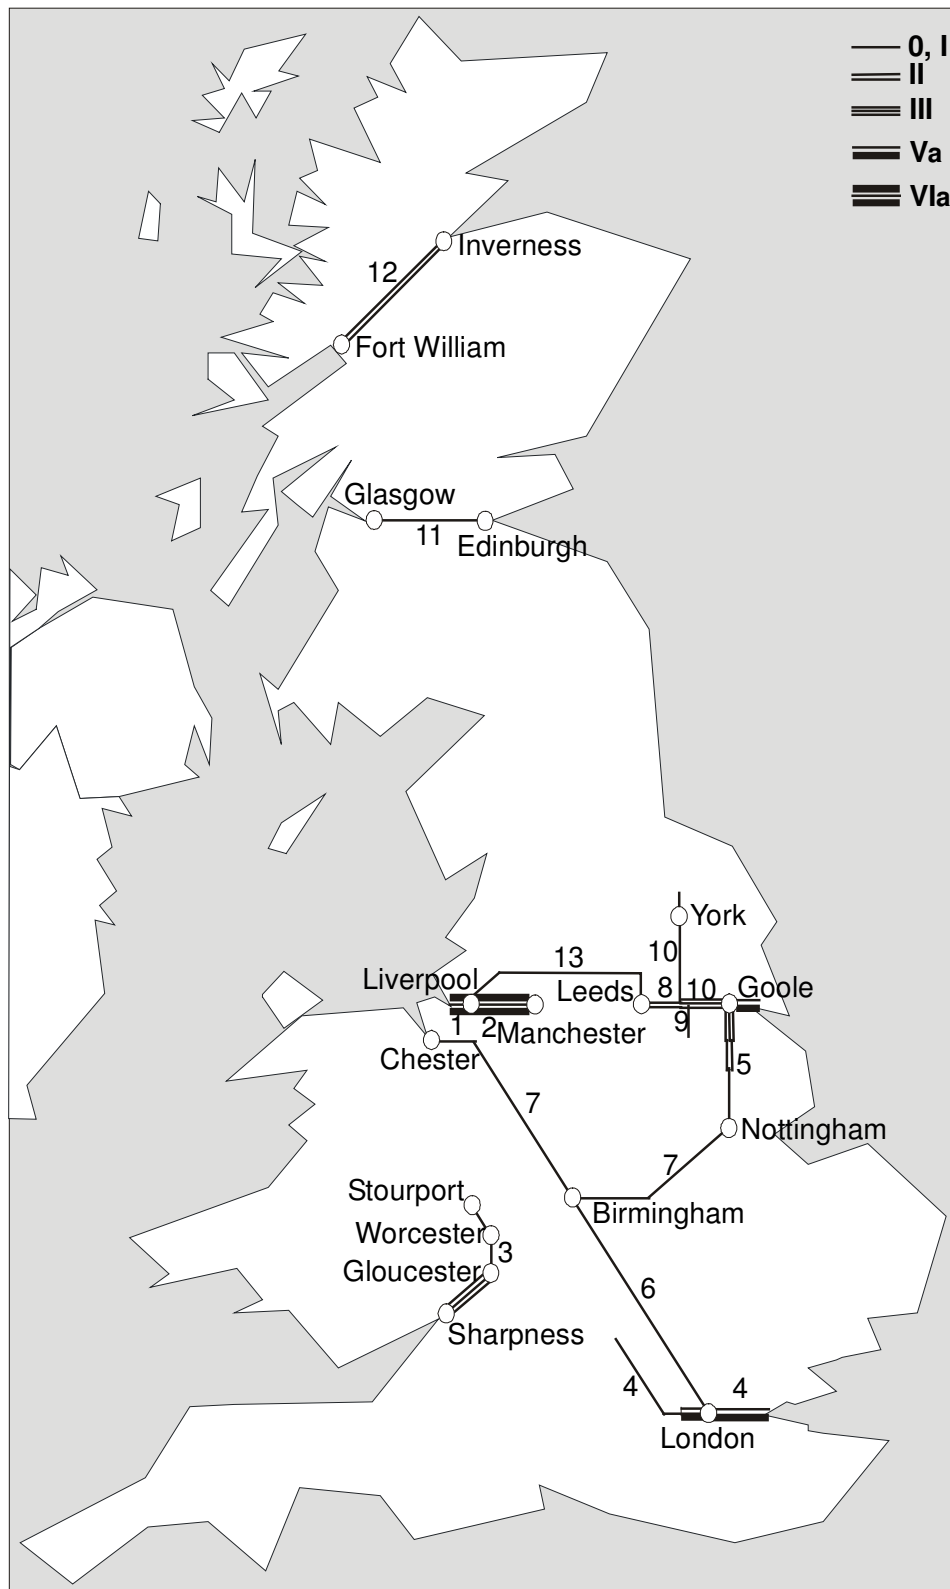 0, I
II
III
Va
VIa
Inverness
12
Fort William
Glasgow
11
Edinburgh
York
10
13
Liverpool
Leeds
8
10
Goole
1
2
Manchester
9
Chester
5
7
Nottingham
7
Stourport
Birmingham
Worcester
3
Gloucester
6
Sharpness
4
4
London